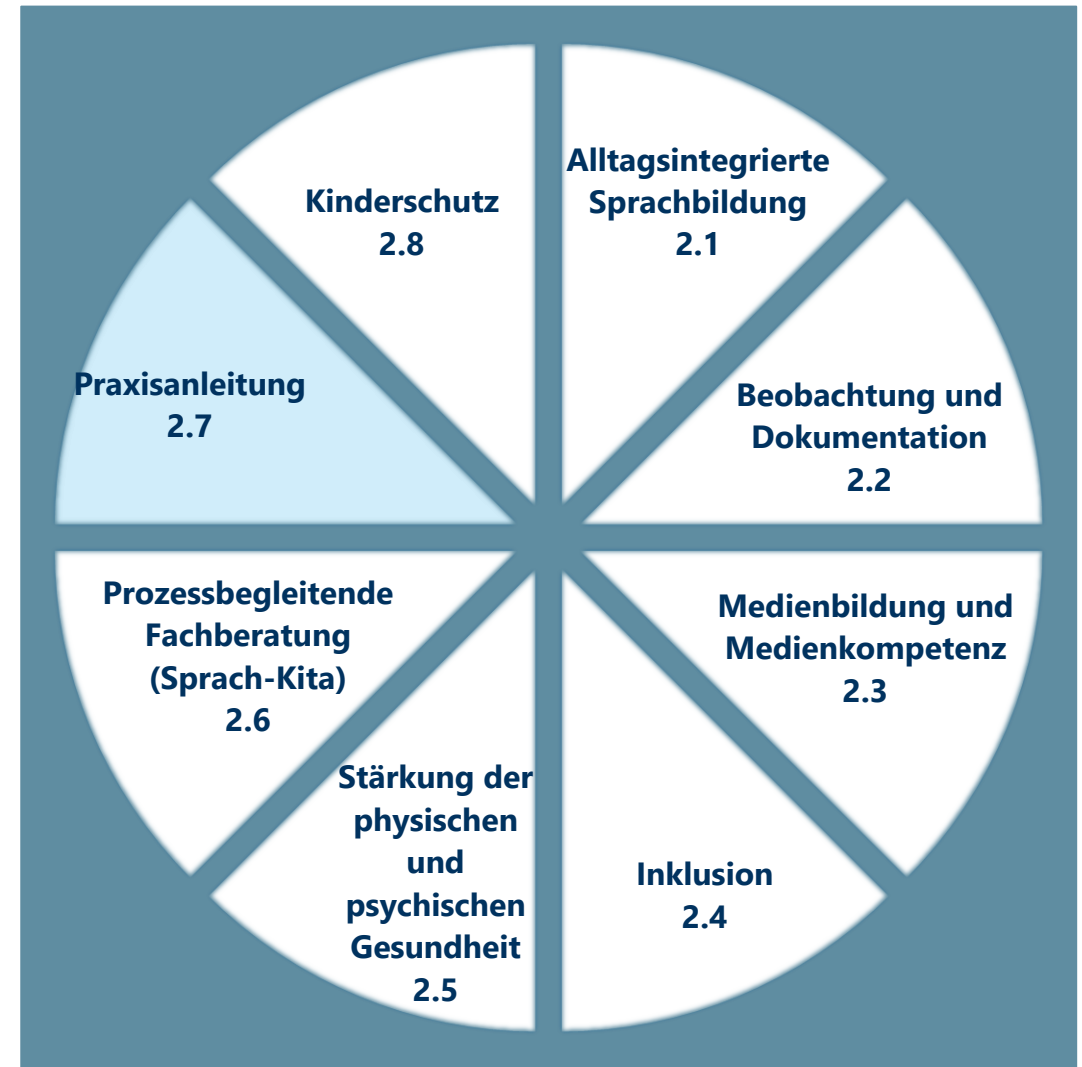 Alltagsintegrierte
Sprachbildung
2.1
Beobachtung und
Dokumentation
2.2
Medienbildung und
Medienkompetenz
2.3
Inklusion
2.4
Stärkung der
physischen
und
psychischen
Gesundheit
2.5
Prozessbegleitende
Fachberatung
(Sprach-Kita)
2.6
Praxisanleitung
2.7
Kinderschutz
2.8